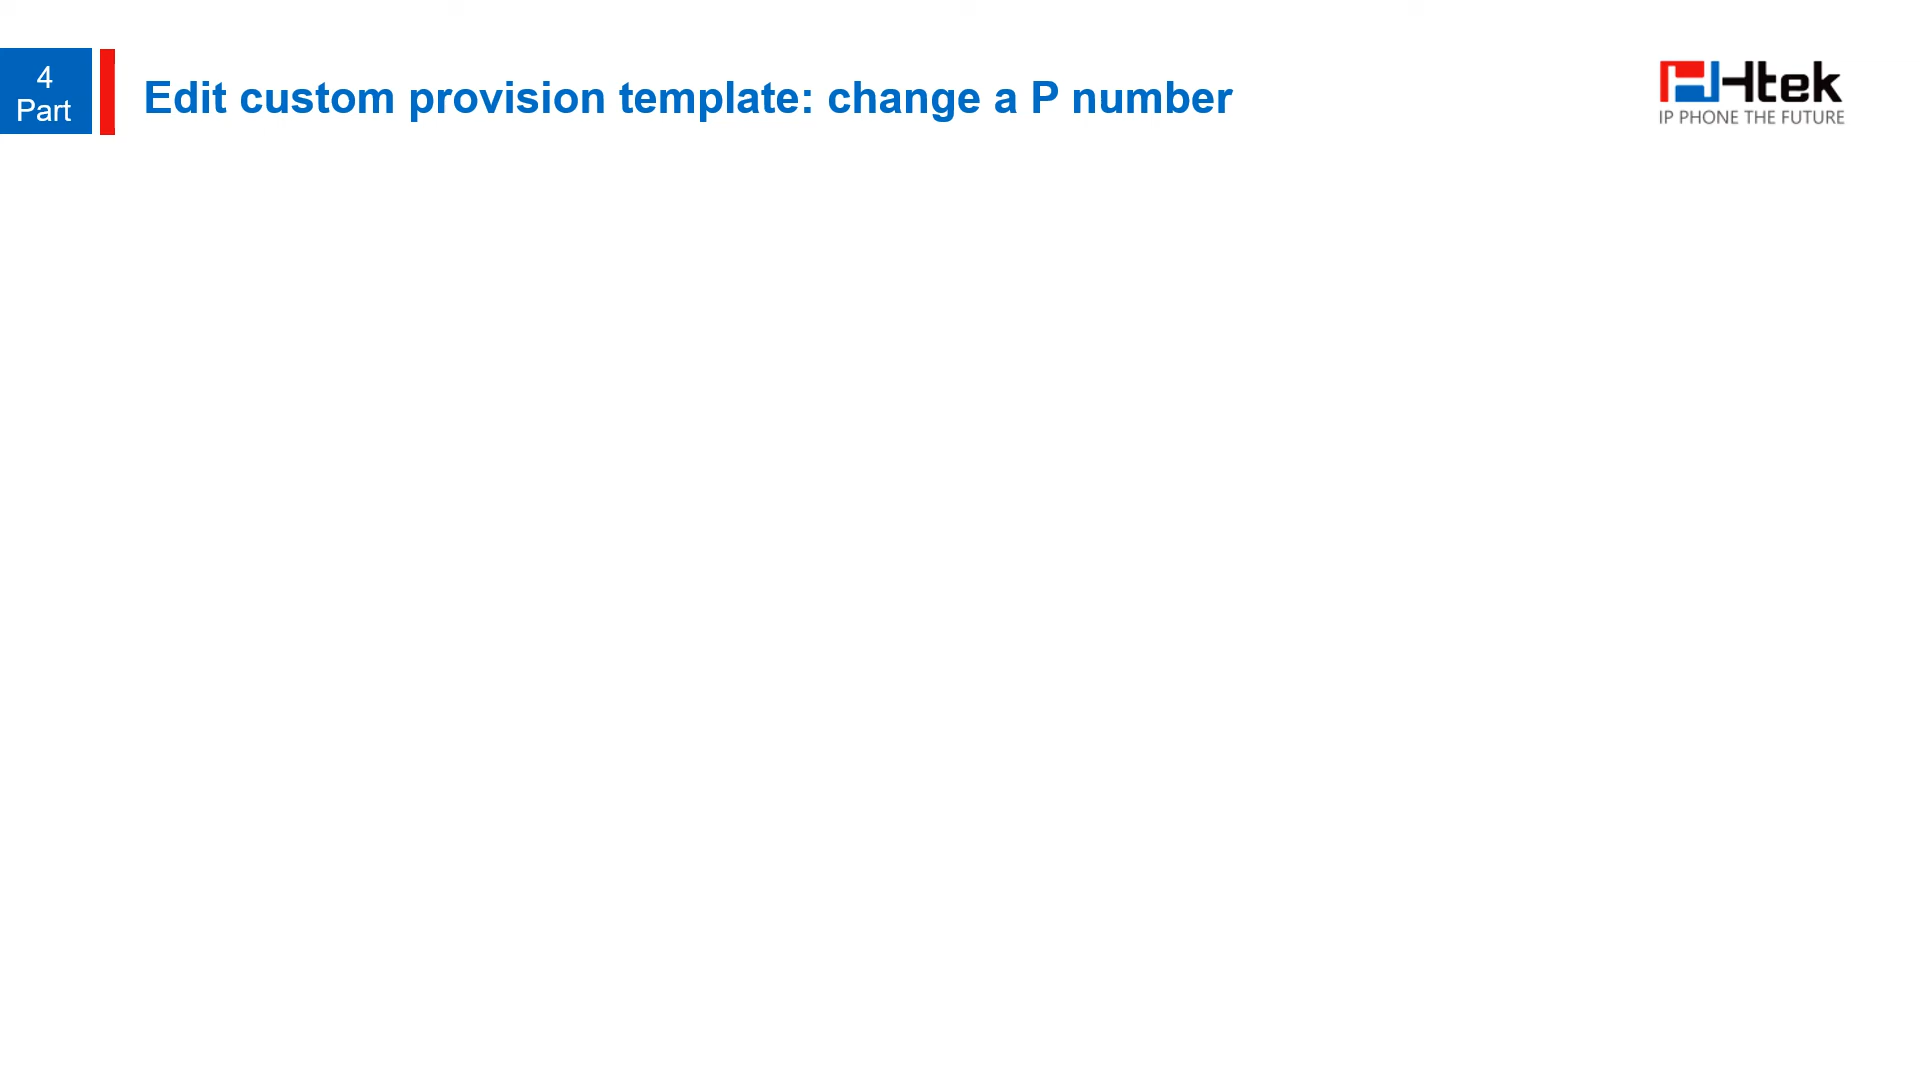 4
Part
Edit custom provision template: change a P number
Htek
IP PHONE THE FUTURE